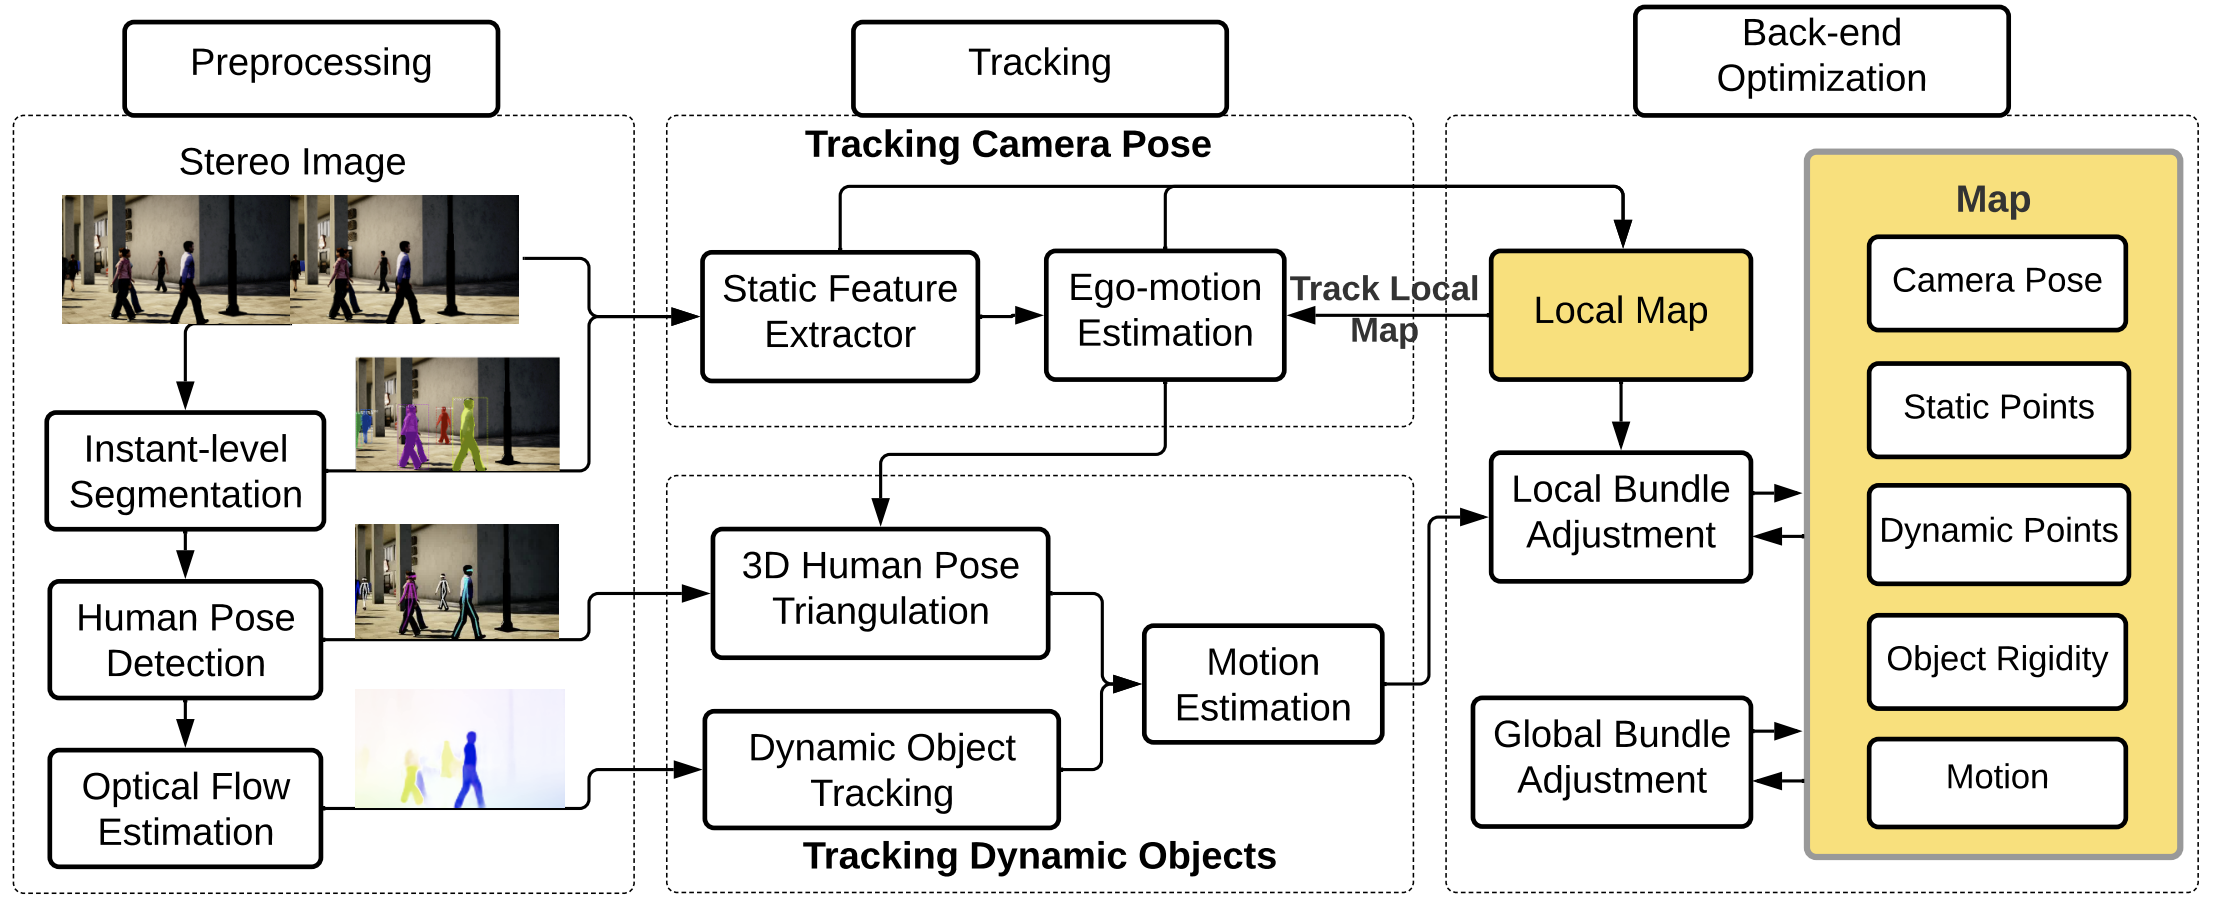 Preprocessing
Tracking
Back-end
Optimization
Stereo Image
Instant-level
Segmentation
Human Pose
Detection
Optical Flow
Estimation
Tracking Camera Pose
Static Feature
Extractor
Ego-motion
Estimation
Track Local
Map
3D Human Pose
Triangulation
Dynamic Object
Tracking
Motion
Estimation
Tracking Dynamic Objects
Local Map
Local Bundle
Adjustment
Global Bundle
Adjustment
Map
Camera Pose
Static Points
Dynamic Points
Object Rigidity
Motion